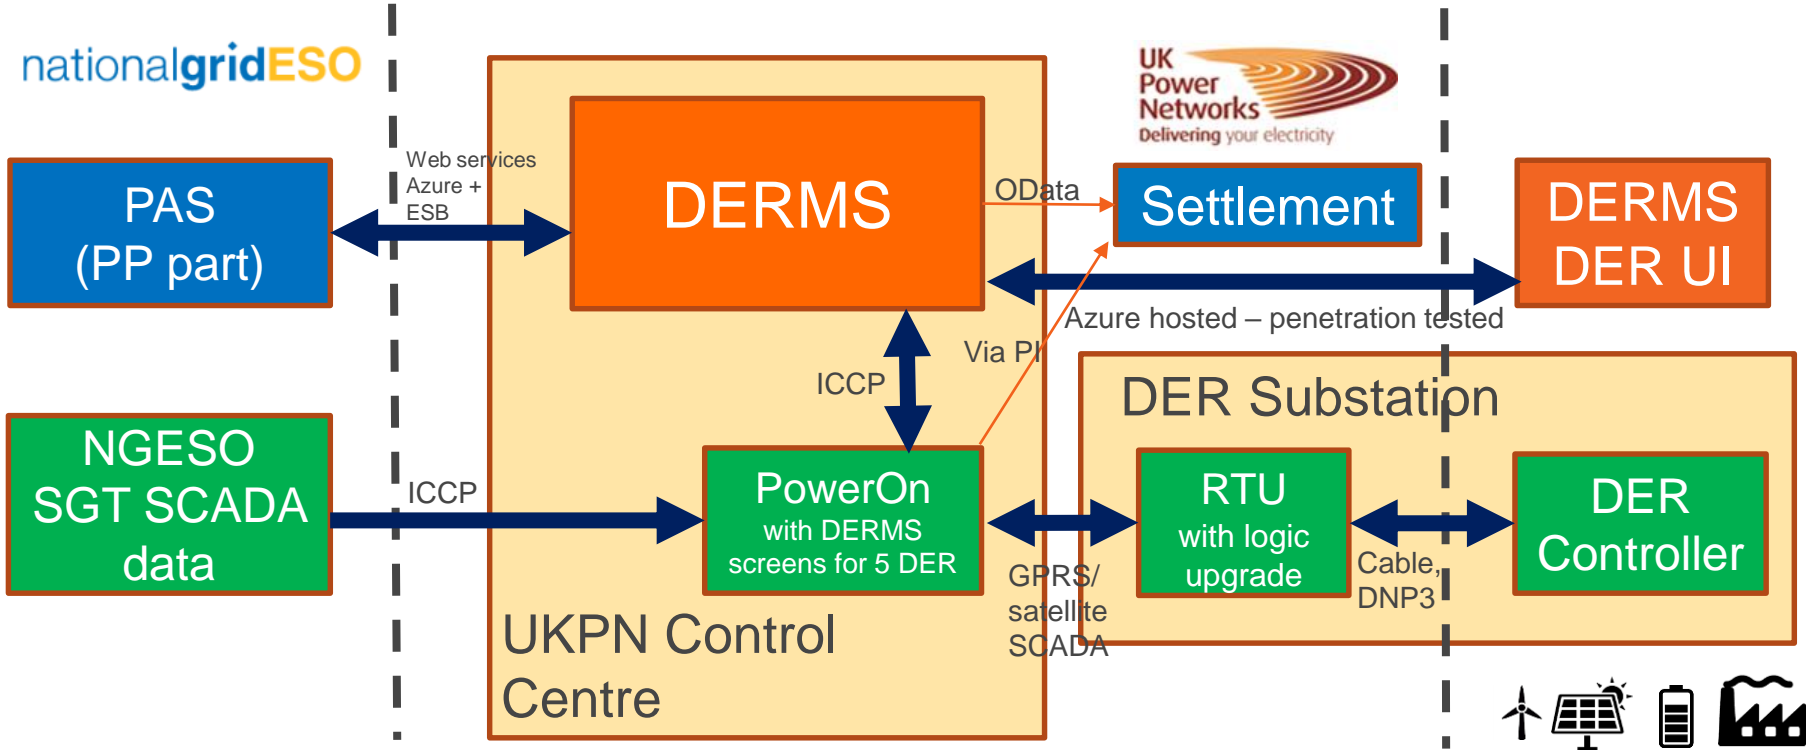 nationalgridESO
UK
Power
Networks
Delivering your electricity
PAS
(PP part)
Web services
Azure +
ESB
DERMS
OData
Settlement
DERMS
DER UI
Azure hosted – penetration tested
Via PI
ICCP
DER Substation
NGESO
SGT SCADA
data
ICCP
PowerOn
with DERMS
screens for 5 DER
GPRS/
satellite
SCADA
RTU
with logic
upgrade
Cable,
DNP3
DER
Controller
UKPN Control
Centre